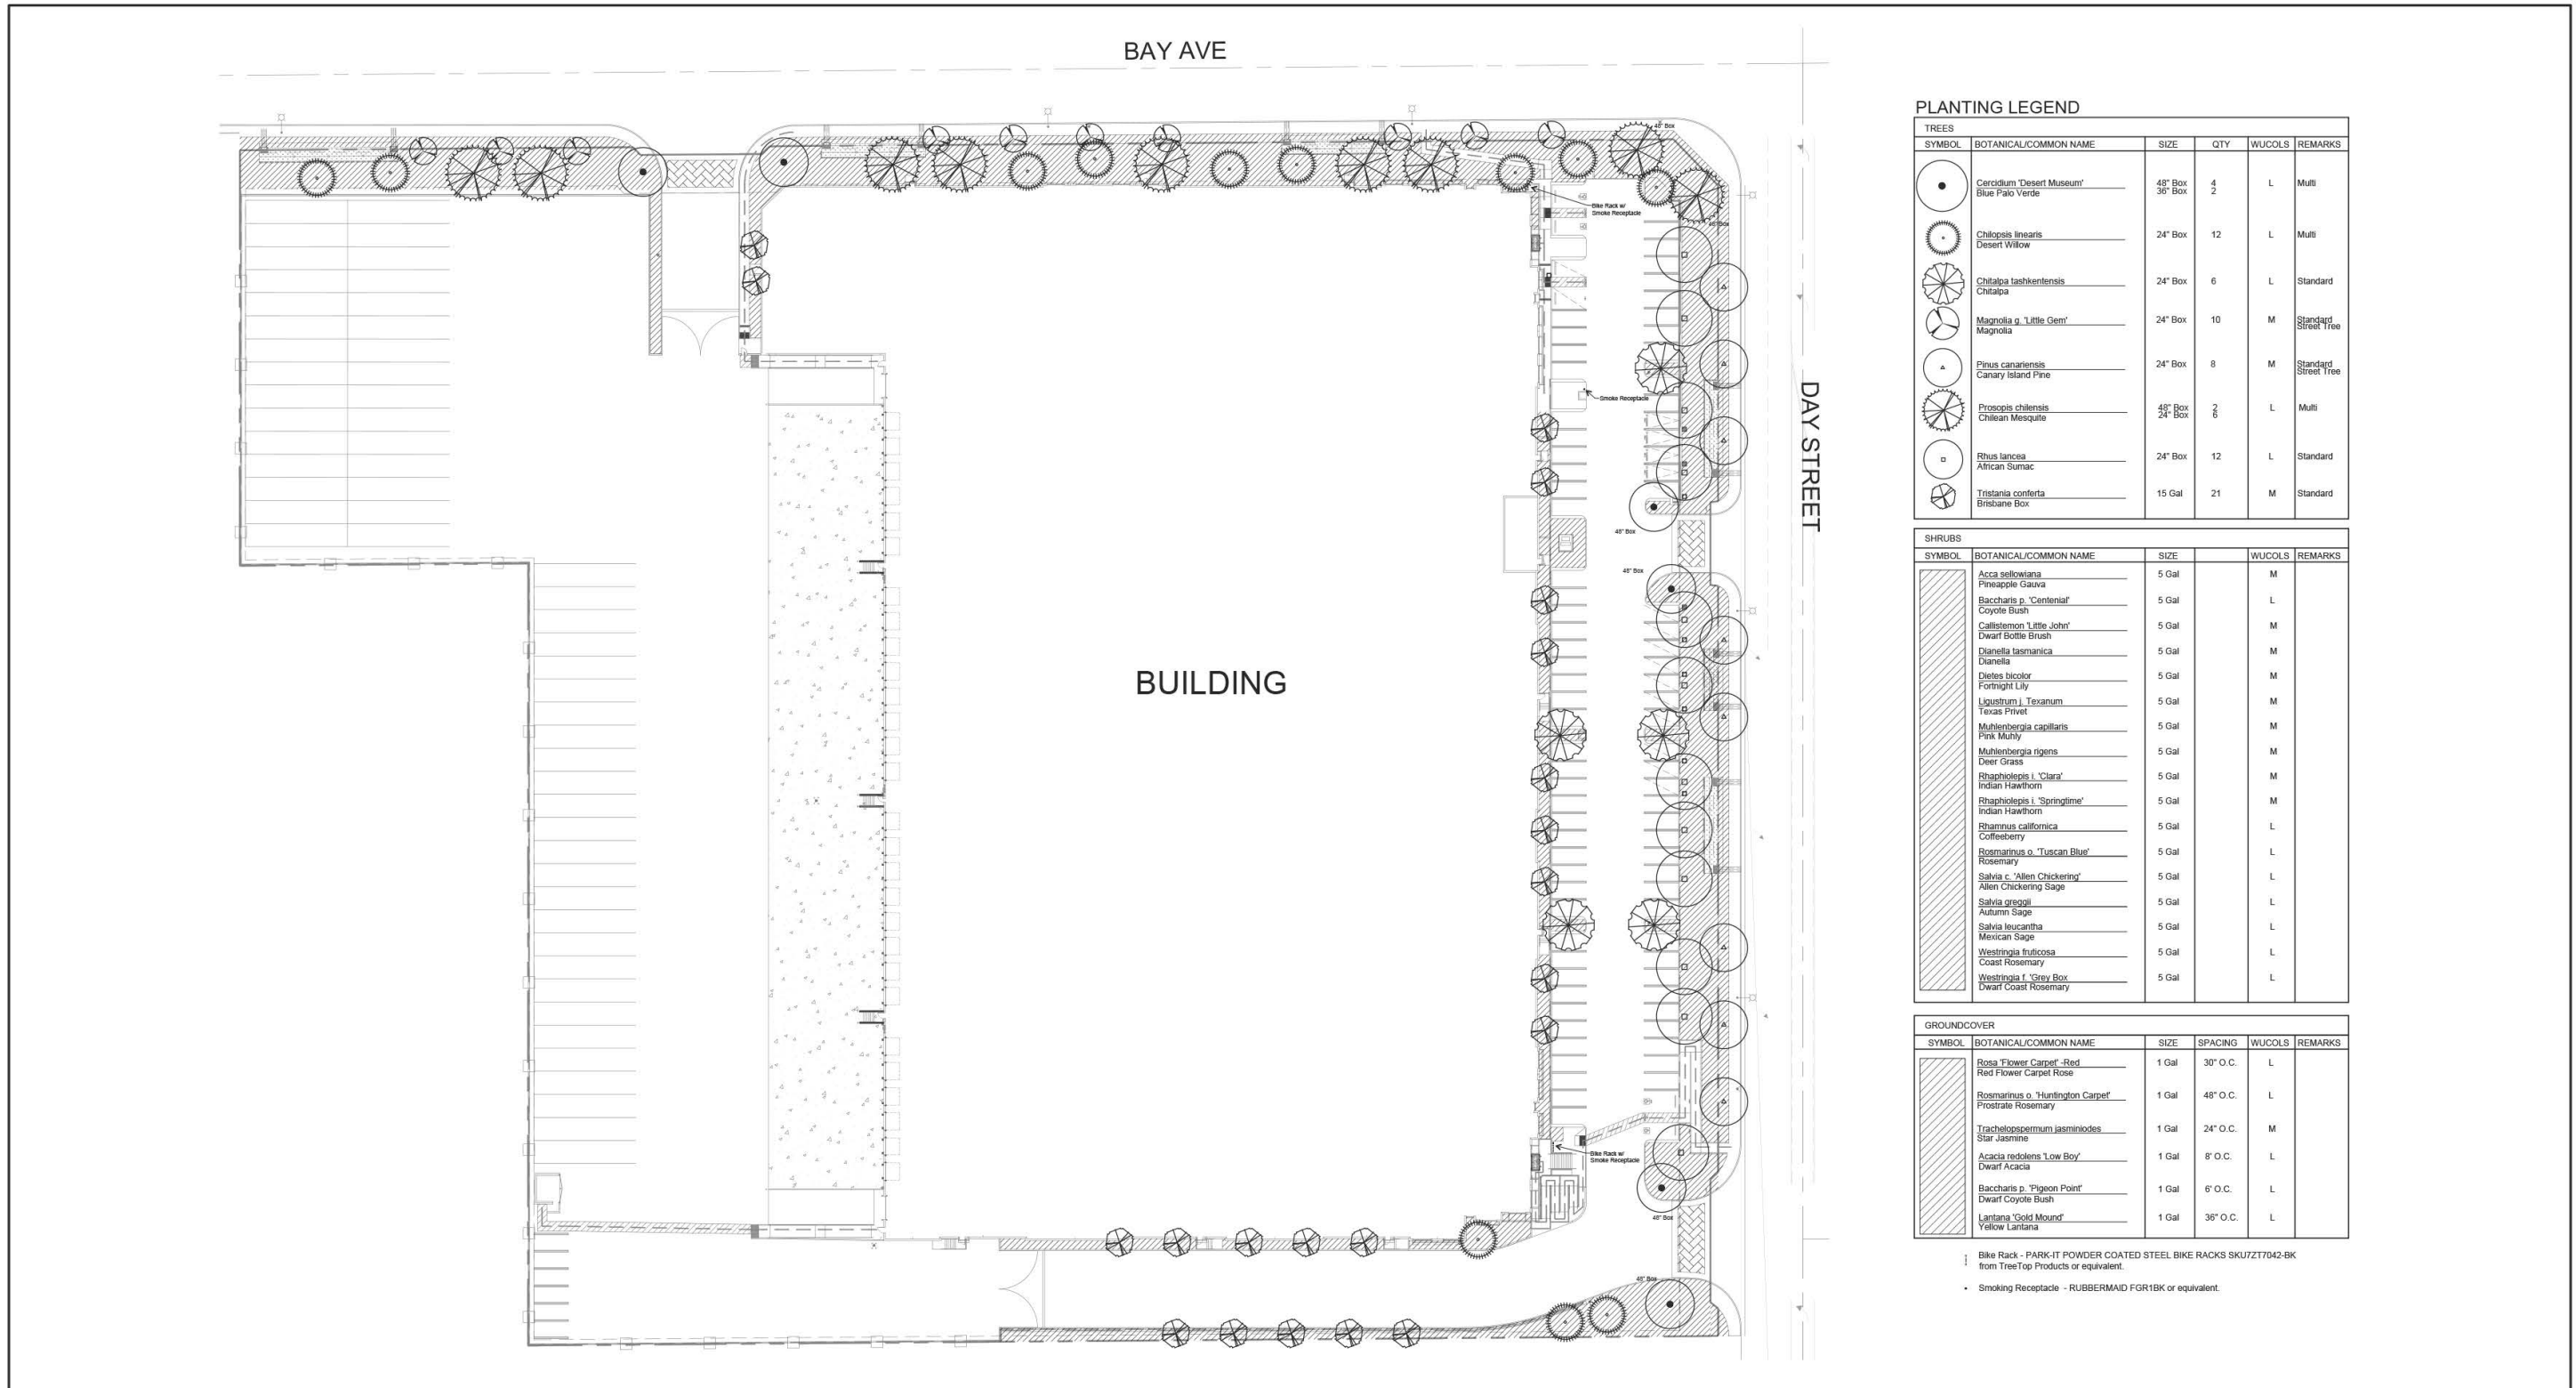 BAY AVE
48" Box
Bike Rack w/
Smoke Receptacle
48" Box
Smoke Receptacle
DAY STREET
48" Box
48" Box
BUILDING
Bike Rack w/
Smoke Receptacle
48" Box
48" Box
PLANTING LEGEND
TREES
SYMBOL BOTANICAL/COMMON NAME SIZE QTY WUCOLS REMARKS
Cercidium 'Desert Museum' 48" Box 4 L Multi
Blue Palo Verde 36" Box 2
Chilopsis linearis 24" Box 12 L Multi
Desert Willow
Chitalpa tashkentensis 24" Box 6 L Standard
Chitalpa
Magnolia g. 'Little Gem' 24" Box 10 M Standard
Magnolia Street Tree
Pinus canariensis 24" Box 8 M Standard
Canary Island Pine Street Tree
Prosopis chilensis 48" Box 2 L Multi
Chilean Mesquite 24" Box 6
Rhus lancea 24" Box 12 L Standard
African Sumac
Tristania conferta 15 Gal 21 M Standard
Brisbane Box
SHRUBS
SYMBOL BOTANICAL/COMMON NAME SIZE WUCOLS REMARKS
Acca sellowiana 5 Gal M
Pineapple Gauva
Baccharis p. 'Centenial' 5 Gal L
Coyote Bush
Callistemon 'Little John' 5 Gal M
Dwarf Bottle Brush
Dianella tasmanica 5 Gal M
Dianella
Dietes bicolor 5 Gal M
Fortnight Lily
Ligustrum j. Texanum 5 Gal M
Texas Privet
Muhlenbergia capillaris 5 Gal M
Pink Muhly
Muhlenbergia rigens 5 Gal M
Deer Grass
Rhaphiolepis i. 'Clara' 5 Gal M
Indian Hawthorn
Rhaphiolepis i. 'Springtime' 5 Gal M
Indian Hawthorn
Rhamnus californica 5 Gal L
Coffeeberry
Rosmarinus o. 'Tuscan Blue' 5 Gal L
Rosemary
Salvia c. 'Allen Chickering' 5 Gal L
Allen Chickering Sage
Salvia greggii 5 Gal L
Autumn Sage
Salvia leucantha 5 Gal L
Mexican Sage
Westringia fruticosa 5 Gal L
Coast Rosemary
Westringia f. 'Grey Box 5 Gal L
Dwarf Coast Rosemary
GROUNDCOVER
SYMBOL BOTANICAL/COMMON NAME SIZE SPACING WUCOLS REMARKS
Rosa 'Flower Carpet' -Red 1 Gal 30" O.C. L
Red Flower Carpet Rose
Rosmarinus o. 'Huntington Carpet' 1 Gal 48" O.C. L
Prostrate Rosemary
Trachelopspermum jasminiodes 1 Gal 24" O.C. M
Star Jasmine
Acacia redolens 'Low Boy' 1 Gal 8' O.C. L
Dwarf Acacia
Baccharis p. 'Pigeon Point' 1 Gal 6' O.C. L
Dwarf Coyote Bush
Lantana 'Gold Mound' 1 Gal 36" O.C. L
Yellow Lantana
Bike Rack - PARK-IT POWDER COATED STEEL BIKE RACKS SKU7ZT7042-BK
from TreeTop Products or equivalent.
Smoking Receptacle - RUBBERMAID FGR1BK or equivalent.